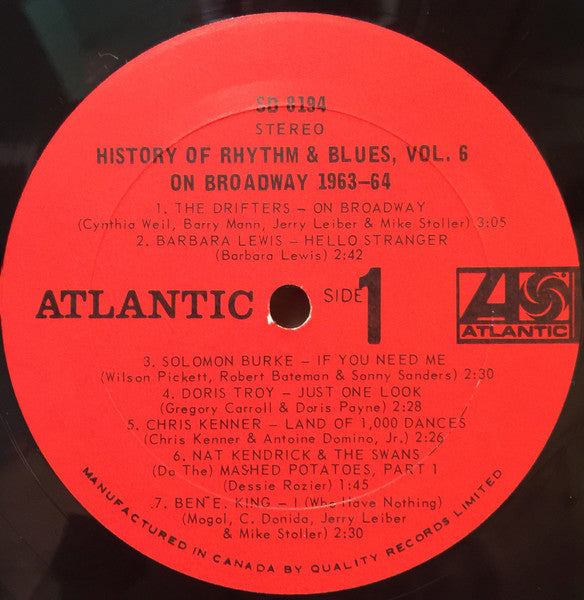 SD 8194
STEREO
HISTORY OF RHYTHM & BLUES, VOL. 6
ON BROADWAY 1963-64
1. THE DRIFTERS - ON BROADWAY
(Cynthia Weil, Barry Mann, Jerry Leiber & Mike Stoller) 3:05
2. BARBARA LEWIS - HELLO STRANGER
(Barbara Lewis) 2:42
ATLANTIC
SIDE 1
ATLANTIC
3. SOLOMON BURKE - IF YOU NEED ME
(Wilson Pickett, Robert Bateman & Sonny Sanders) 2:30
4. DORIS TROY - JUST ONE LOOK
(Gregory Carroll & Doris Payne) 2:28
5. CHRIS KENNER - LAND OF 1,000 DANCES
(Chris Kenner & Antoine Domino, Jr.) 2:26
6. NAT KENDRICK & THE SWANS
(Do The) MASHED POTATOES, PART 1
(Dessie Rozier) 1:45
7. BEN E. KING - I (Who Have Nothing)
(Mogol, C. Donida, Jerry Leiber
& Mike Stoller) 2:30
MANUFACTURED IN CANADA BY QUALITY RECORDS LIMITED